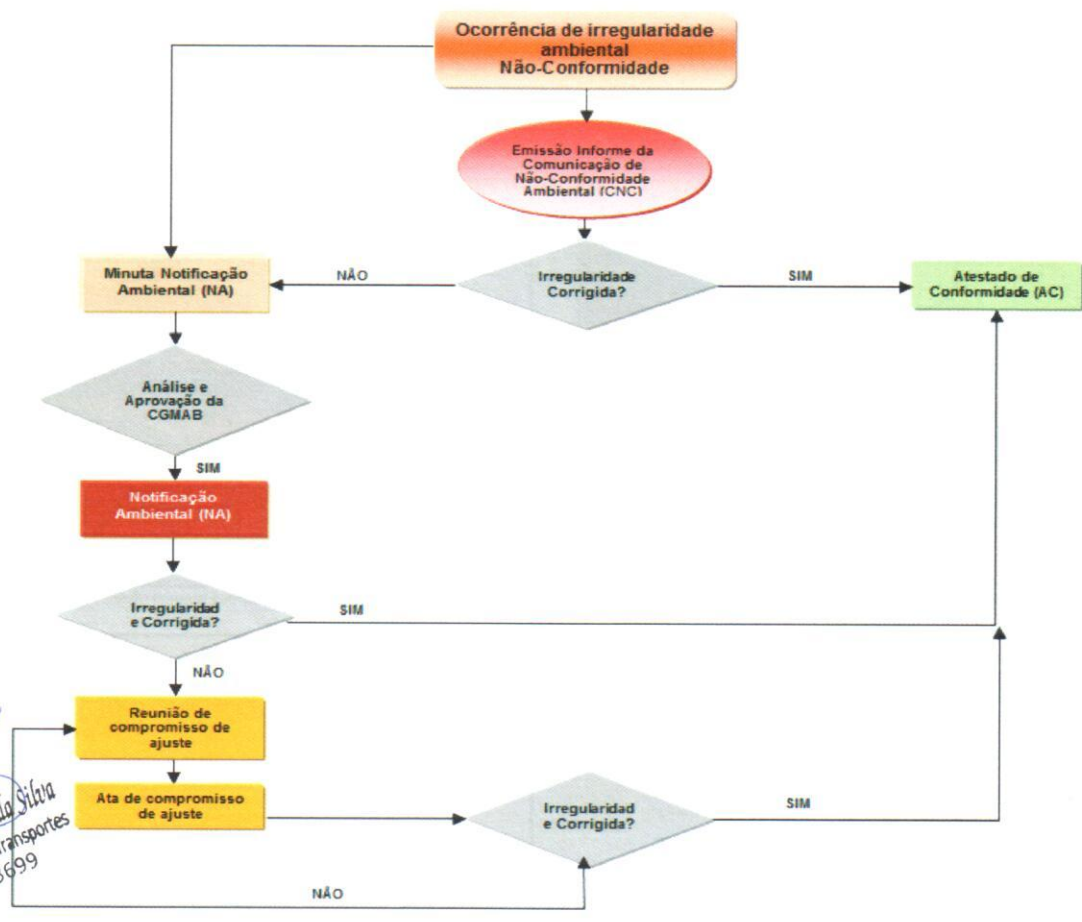 Ocorrência de irregularidade
ambiental
Não-Conformidade
Emissão Informe da
Comunicação de
Não-Conformidade
Ambiental (CNC)
Minuta Notificação
Ambiental (NA)
NÃO
Irregularidade
Corrigida?
SIM
Atestado de
Conformidade (AC)
Análise e
Aprovação da
CGMAB
SIM
Notificação
Ambiental (NA)
Irregularidad
e Corrigida?
SIM
NÃO
Reunião de
compromisso de
ajuste
Ata de compromisso
de ajuste
Irregularidad
e Corrigida?
SIM
NÃO
Silva